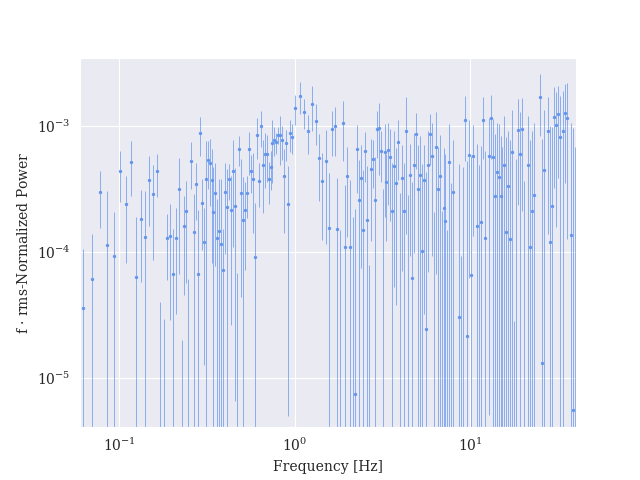 10⁻³
10⁻⁴
10⁻⁵
f · rms-Normalized Power
10⁻¹ 10⁰ 10¹
Frequency [Hz]